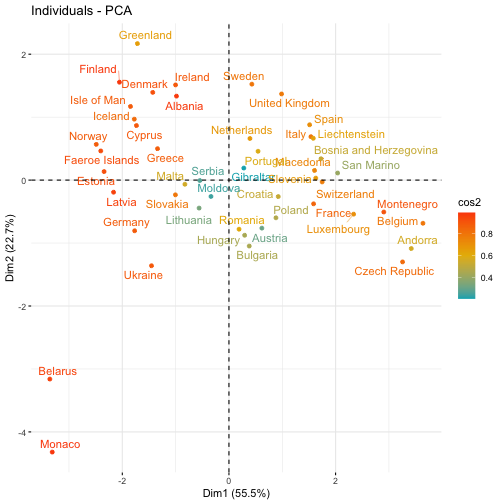 Individuals - PCA
Greenland
Finland
Denmark
Ireland
Sweden
Isle of Man
Albania
United Kingdom
Iceland
Cyprus
Netherlands
Spain
Norway
Italy
Liechtenstein
Faeroe Islands
Greece
Portugal
Bosnia and Herzegovina
Macedonia
San Marino
Estonia
Malta
Serbia
Gibraltar
Slovenia
Moldova
Latvia
Slovakia
Croatia
Switzerland
Lithuania
Poland
France
Montenegro
Germany
Romania
Luxembourg
Belgium
Hungary
Austria
Andorra
Bulgaria
Ukraine
Czech Republic
Belarus
Monaco
2
0
-2
-4
Dim2 (22.7%)
-2
0
2
Dim1 (55.5%)
cos2
0.8
0.6
0.4